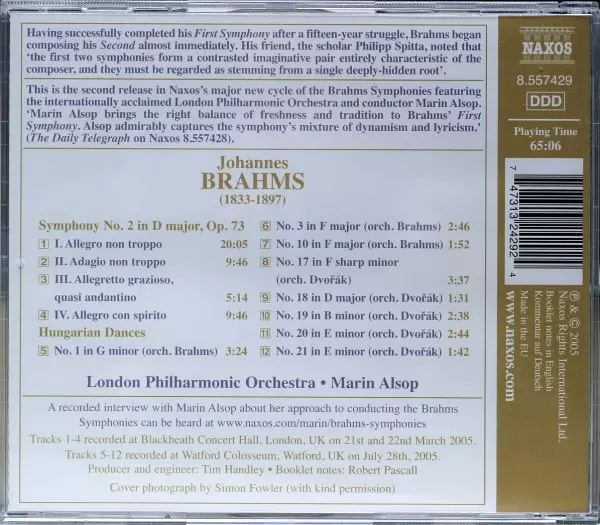 Having successfully completed his First Symphony after a fifteen-year struggle, Brahms began
composing his Second almost immediately. His friend, the scholar Philipp Spitta, noted that
‘the first two symphonies form a contrasted imaginative pair entirely characteristic of the
composer, and they must be regarded as stemming from a single deeply-hidden root’.
This is the second release in Naxos’s major new cycle of the Brahms Symphonies featuring
the internationally acclaimed London Philharmonic Orchestra and conductor Marin Alsop.
‘Marin Alsop brings the right balance of freshness and tradition to Brahms’ First
Symphony. Alsop admirably captures the symphony’s mixture of dynamism and lyricism.’
(The Daily Telegraph on Naxos 8.557428).
Johannes
BRAHMS
(1833-1897)
Symphony No. 2 in D major, Op. 73
1 I. Allegro non troppo 20:05
2 II. Adagio non troppo 9:46
3 III. Allegretto grazioso,
quasi andantino 5:14
4 IV. Allegro con spirito 9:46
Hungarian Dances
5 No. 1 in G minor (orch. Brahms) 3:24
6 No. 3 in F major (orch. Brahms) 2:46
7 No. 10 in F major (orch. Brahms) 1:52
8 No. 17 in F sharp minor
(orch. Dvořák) 3:37
9 No. 18 in D major (orch. Dvořák) 1:31
10 No. 19 in B minor (orch. Dvořák) 2:38
11 No. 20 in E minor (orch. Dvořák) 2:44
12 No. 21 in E minor (orch. Dvořák) 1:42
London Philharmonic Orchestra • Marin Alsop
A recorded interview with Marin Alsop about her approach to conducting the Brahms
Symphonies can be heard at www.naxos.com/marin/brahms-symphonies
Tracks 1-4 recorded at Blackheath Concert Hall, London, UK on 21st and 22nd March 2005.
Tracks 5-12 recorded at Watford Colosseum, Watford, UK on July 28th, 2005.
Producer and engineer: Tim Handley • Booklet notes: Robert Pascall
Cover photograph by Simon Fowler (with kind permission)
NAXOS
8.557429
DDD
Playing Time
65:06
7 47313 24292 4
℗ & © 2005
Naxos Rights International Ltd.
Booklet notes in English
Kommentar auf Deutsch
Made in the EU
www.naxos.com